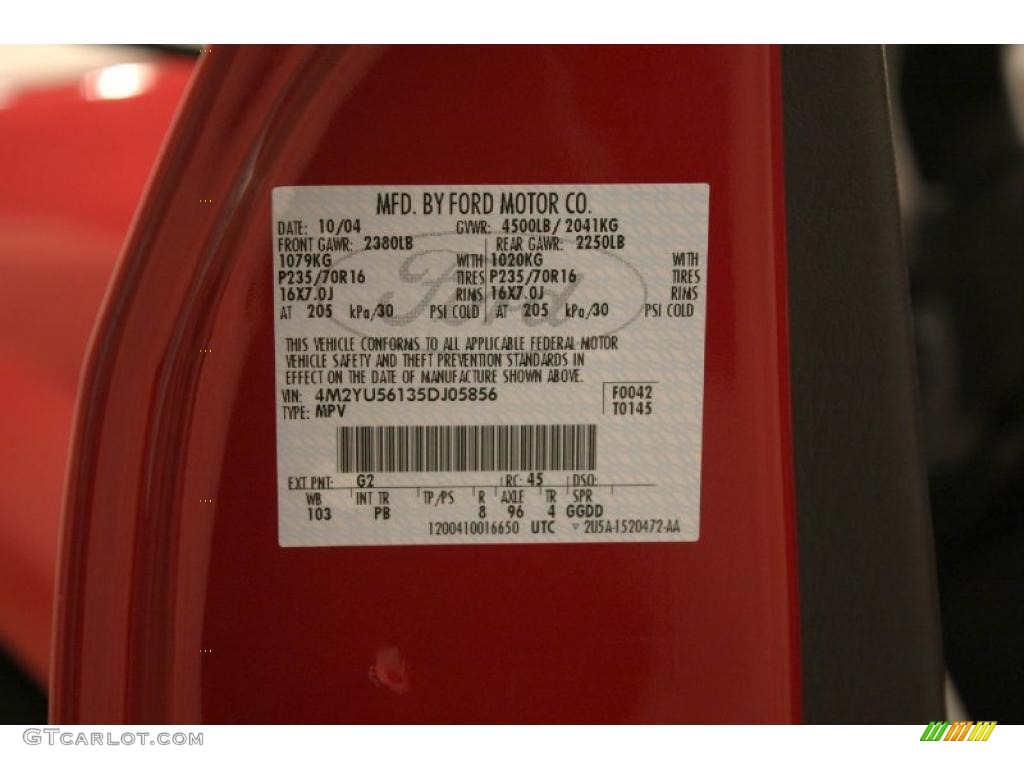 MFD. BY FORD MOTOR CO.
DATE: 10/04 GVWR: 4500LB/ 2041KG
FRONT GAWR: 2380LB REAR GAWR: 2250LB
1079KG WITH 1020KG WITH
P235/70R16 TIRES P235/70R16 TIRES
16X7.0J RIMS 16X7.0J RIMS
AT 205 kPa/30 PSI COLD AT 205 kPa/30 PSI COLD
Ford
THIS VEHICLE CONFORMS TO ALL APPLICABLE FEDERAL MOTOR
VEHICLE SAFETY AND THEFT PREVENTION STANDARDS IN
EFFECT ON THE DATE OF MANUFACTURE SHOWN ABOVE.
VIN: 4M2YU56135DJ05856 F0042
TYPE: MPV T0145
EXT PNT: G2 RC: 45 DSO:
WB INT TR TP/PS R AXLE TR SPR
103 PB 8 96 4 GGDD
1200410016650 UTC 2U5A-1520472-AA
GTCARLOT.COM